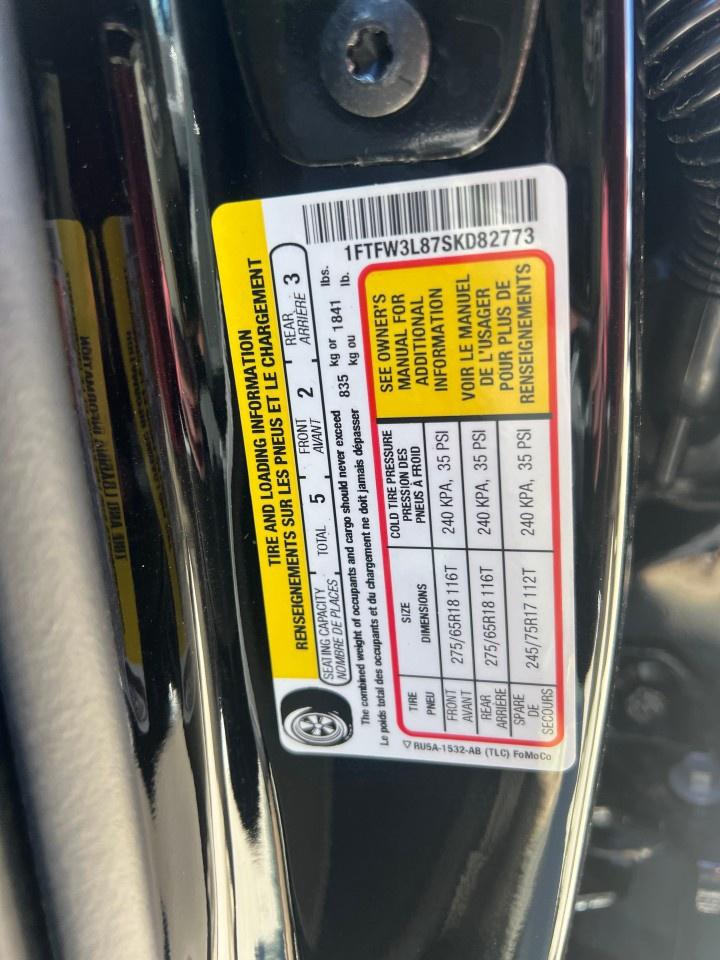 TIRE AND LOADING INFORMATION
RENSEIGNEMENTS SUR LES PNEUS ET LE CHARGEMENT
SEATING CAPACITY TOTAL 5 FRONT 2 REAR 3
NOMBRE DE PLACES AVANT ARRIÈRE
1FTFW3L87SKD82773
The combined weight of occupants and cargo should never exceed 835 kg or 1841 lbs.
Le poids total des occupants et du chargement ne doit jamais dépasser kg ou lb.
TIRE SIZE COLD TIRE PRESSURE
PNEU DIMENSIONS PRESSION DES
PNEUS À FROID
FRONT 275/65R18 116T 240 KPA, 35 PSI
AVANT
REAR 275/65R18 116T 240 KPA, 35 PSI
ARRIÈRE
SPARE 245/75R17 112T 240 KPA, 35 PSI
DE
SECOURS
SEE OWNER'S
MANUAL FOR
ADDITIONAL
INFORMATION
VOIR LE MANUEL
DE L'USAGER
POUR PLUS DE
RENSEIGNEMENTS
RU5A-1532-AB (TLC) FoMoCo